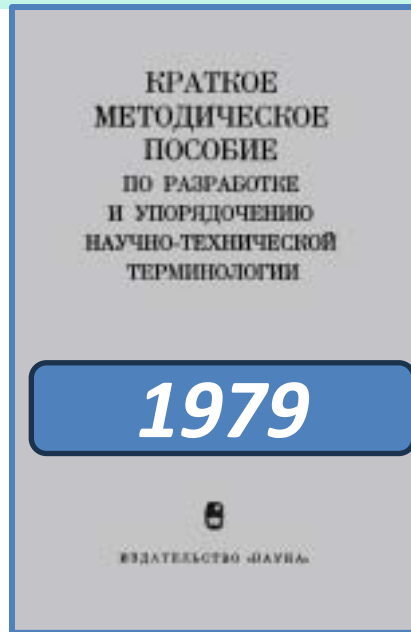 КРАТКОЕ
МЕТОДИЧЕСКОЕ
ПОСОБИЕ
ПО РАЗРАБОТКЕ
И УПОРЯДОЧЕНИЮ
НАУЧНО-ТЕХНИЧЕСКОЙ
ТЕРМИНОЛОГИИ
1979
ИЗДАТЕЛЬСТВО «НАУКА»